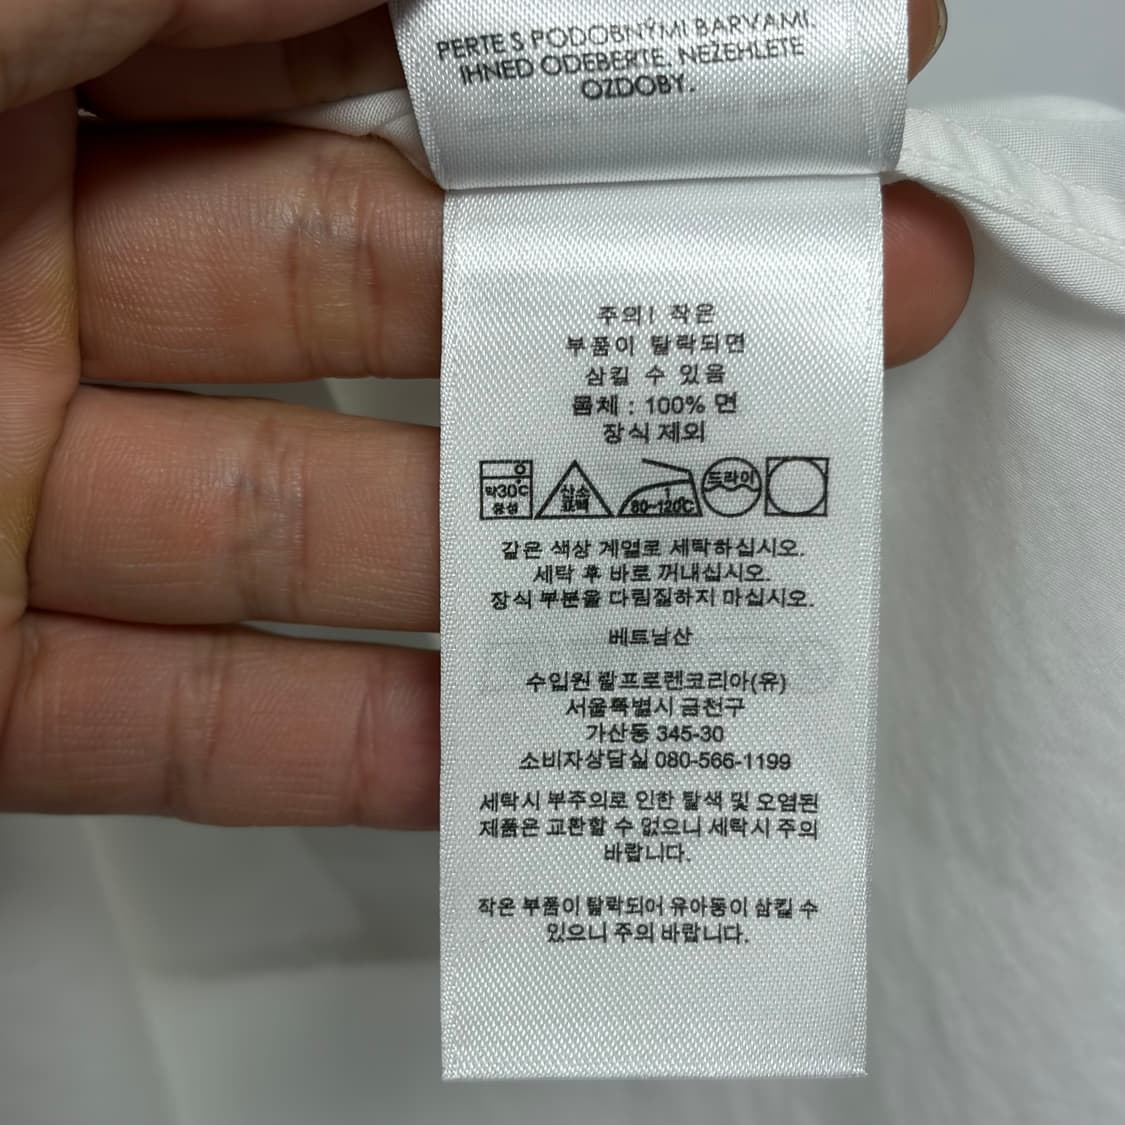 PERTE S PODOBNÝMI BARVAMI.
IHNED ODEBERTE. NEŽEHLETE
OZDOBY.
주의! 작은
부품이 탈락되면
삼킬 수 있음
몸체 : 100% 면
장식 제외
약30°C
중성
산소
표백
80~120°C
드라이
같은 색상 계열로 세탁하십시오.
세탁 후 바로 꺼내십시오.
장식 부분을 다림질하지 마십시오.
베트남산
수입원 랄프로렌코리아(유)
서울특별시 금천구
가산동 345-30
소비자상담실 080-566-1199
세탁시 부주의로 인한 탈색 및 오염된
제품은 교환할 수 없으니 세탁시 주의
바랍니다.
작은 부품이 탈락되어 유아동이 삼킬 수
있으니 주의 바랍니다.